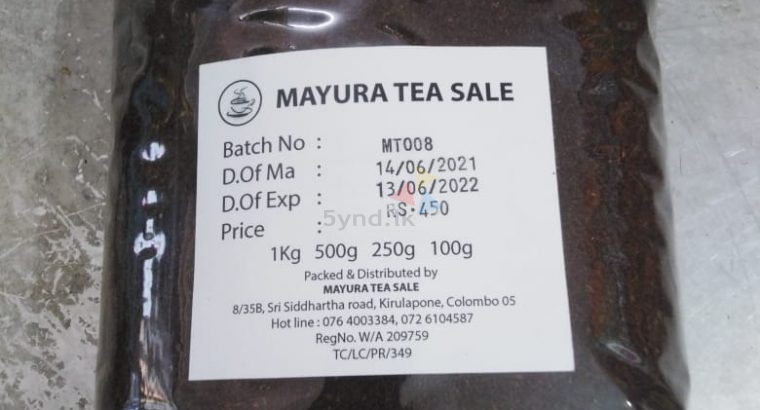 MAYURA TEA SALE
Batch No : MT008
D.Of Ma : 14/06/2021
D.Of Exp : 13/06/2022
Price : RS.450
5ynd.lk
1Kg 500g 250g 100g
Packed & Distributed by
MAYURA TEA SALE
8/35B, Sri Siddhartha road, Kirulapone, Colombo 05
Hot line : 076 4003384, 072 6104587
RegNo. W/A 209759
TC/LC/PR/349